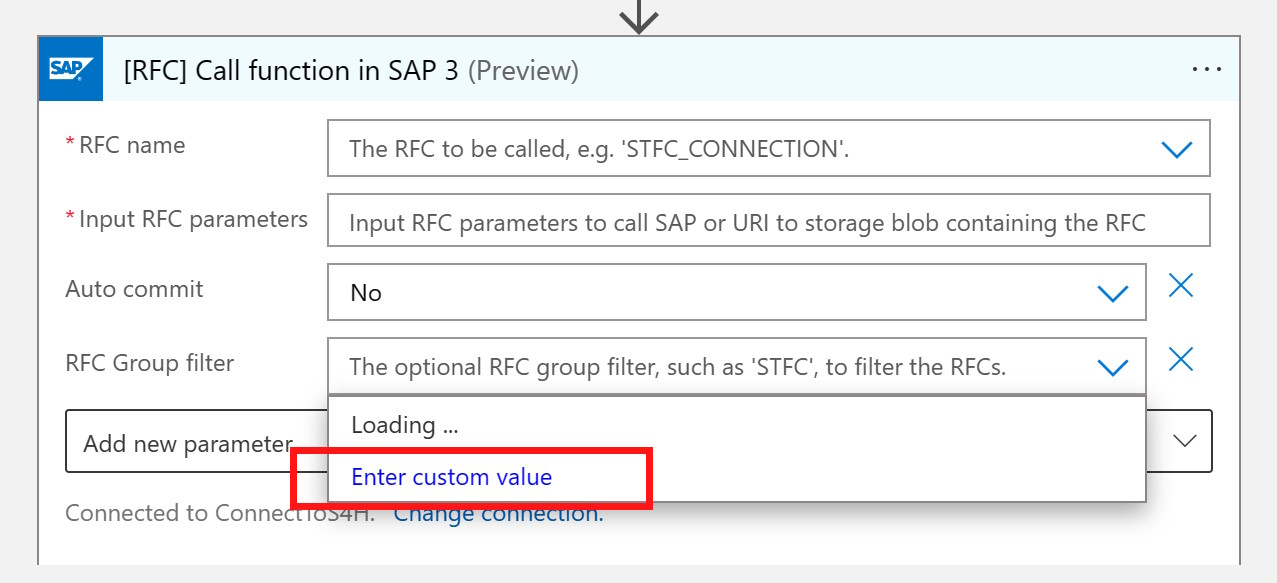 SAP
[RFC] Call function in SAP 3 (Preview)
* RFC name
The RFC to be called, e.g. 'STFC_CONNECTION'.
* Input RFC parameters
Input RFC parameters to call SAP or URI to storage blob containing the RFC
Auto commit
No
RFC Group filter
The optional RFC group filter, such as 'STFC', to filter the RFCs.
Loading ...
Add new parameter
Enter custom value
Connected to ConnectToS4H. Change connection.